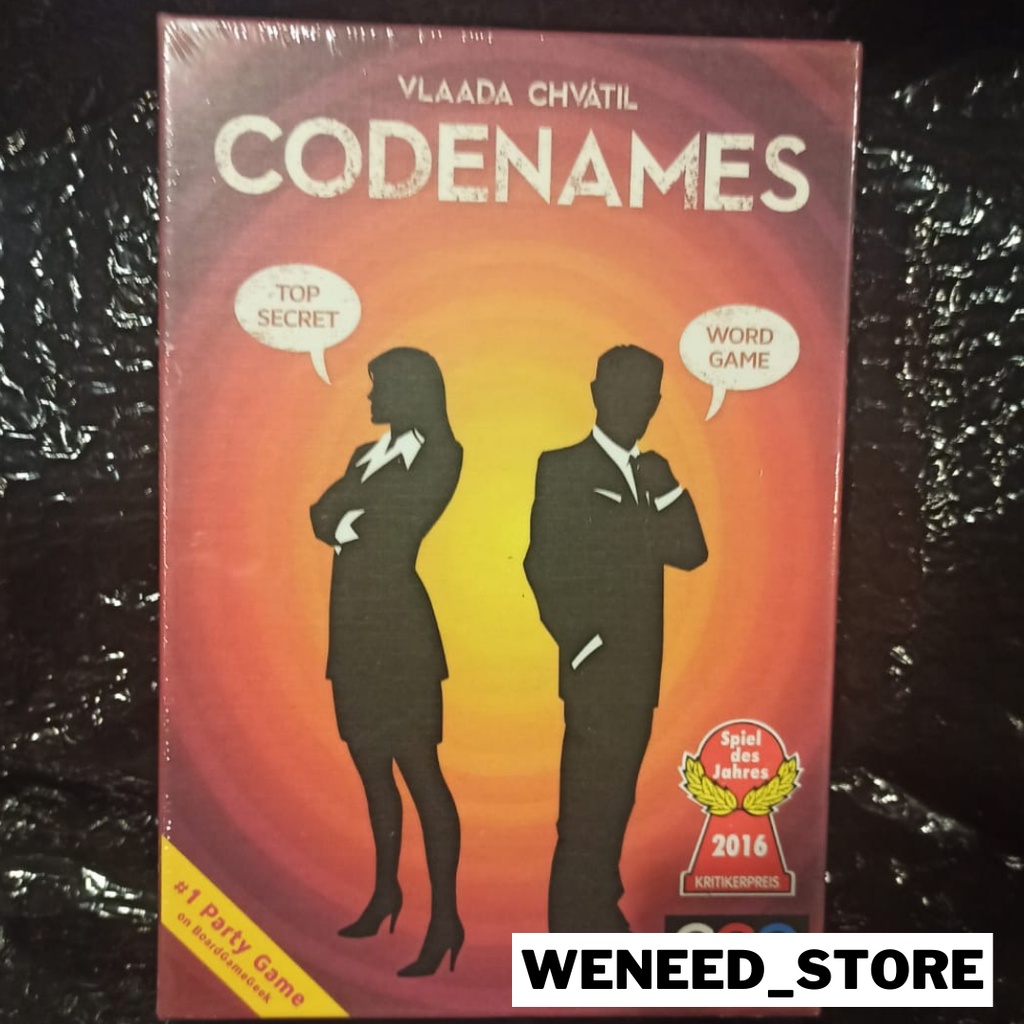 VLAADA CHVÁTIL
CODENAMES
TOP
SECRET
WORD
GAME
Spiel
des
Jahres
2016
KRITIKERPREIS
#1 Party Game
on BoardGameGeek
WENEED_STORE